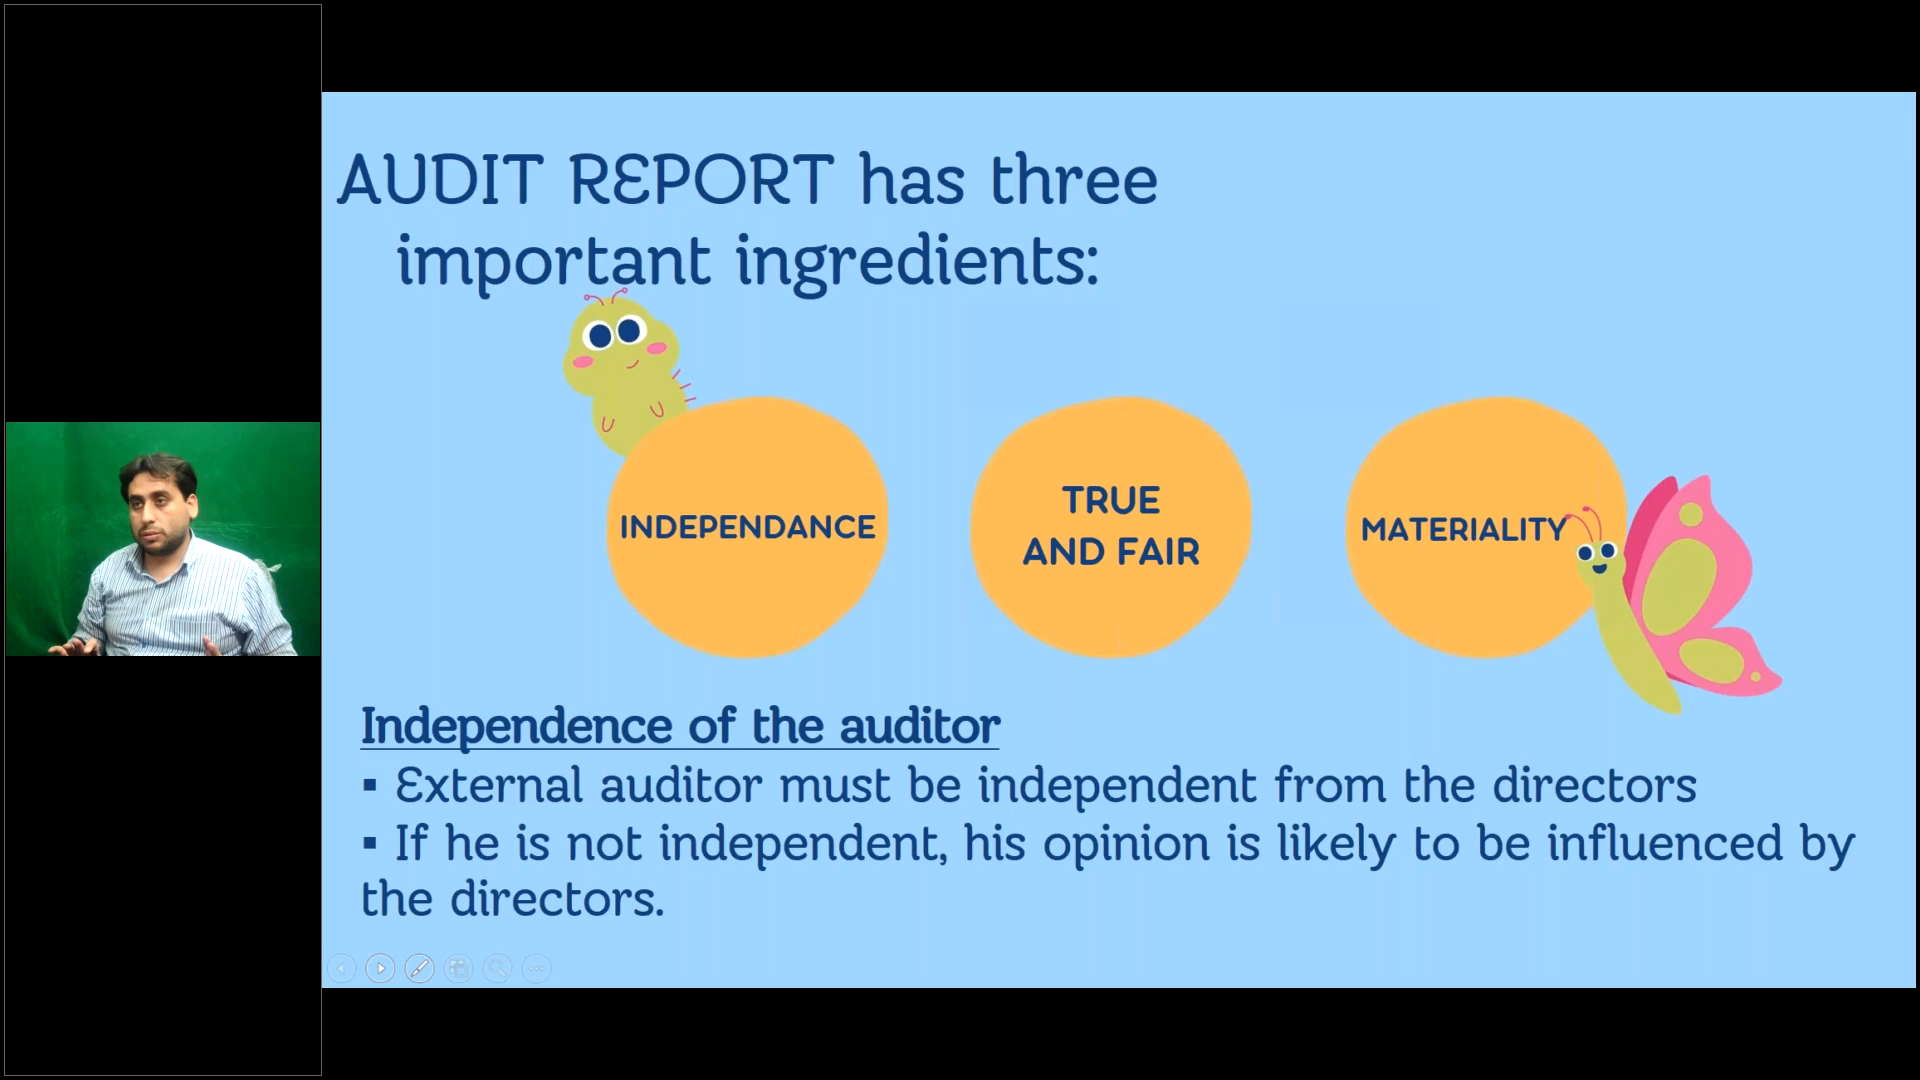 AUDIT REPORT has three
important ingredients:
INDEPENDANCE
TRUE
AND FAIR
MATERIALITY
Independence of the auditor
▪ External auditor must be independent from the directors
▪ If he is not independent, his opinion is likely to be influenced by
the directors.